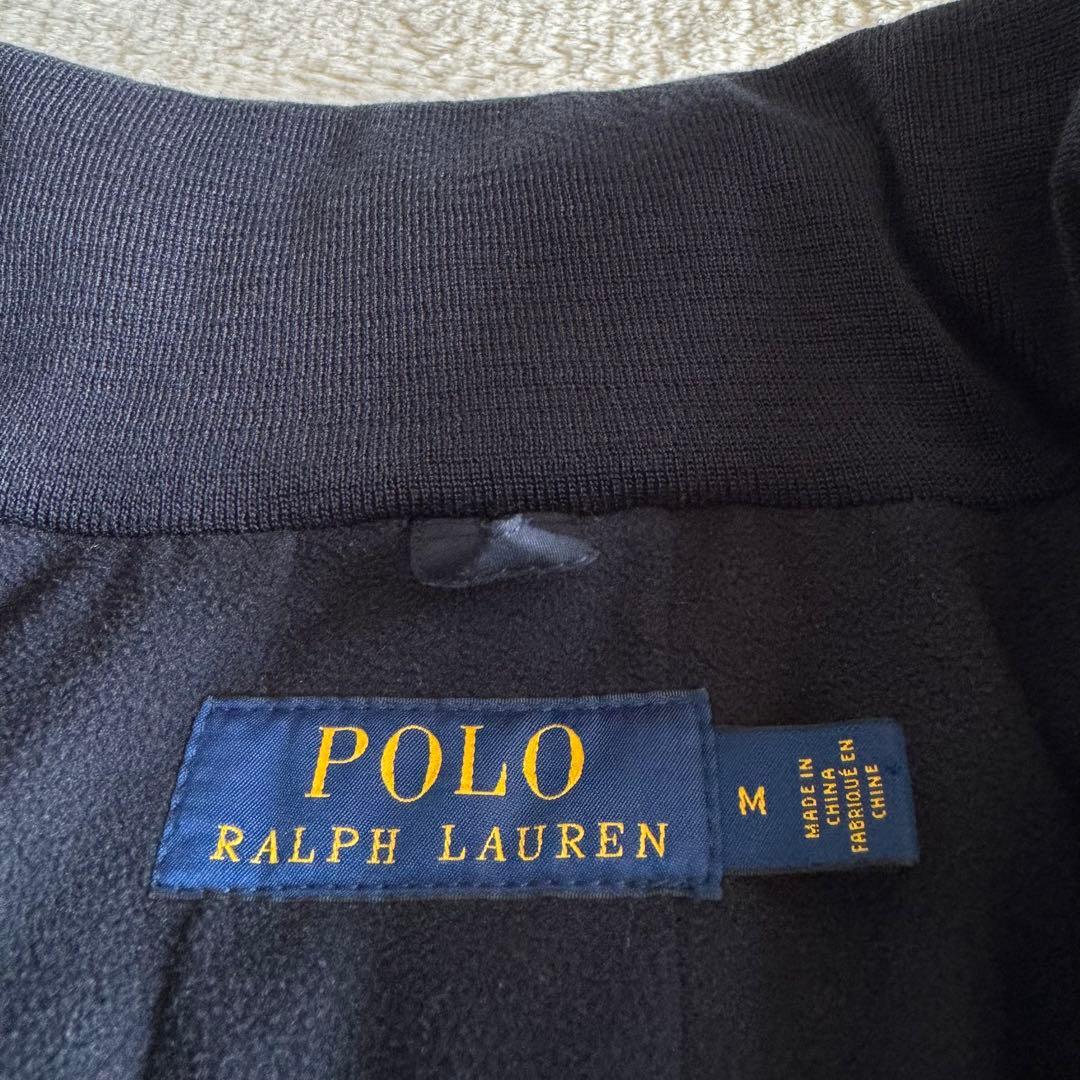 POLO
RALPH LAUREN
M
MADE IN
CHINA
FABRIQUÉ EN
CHINE